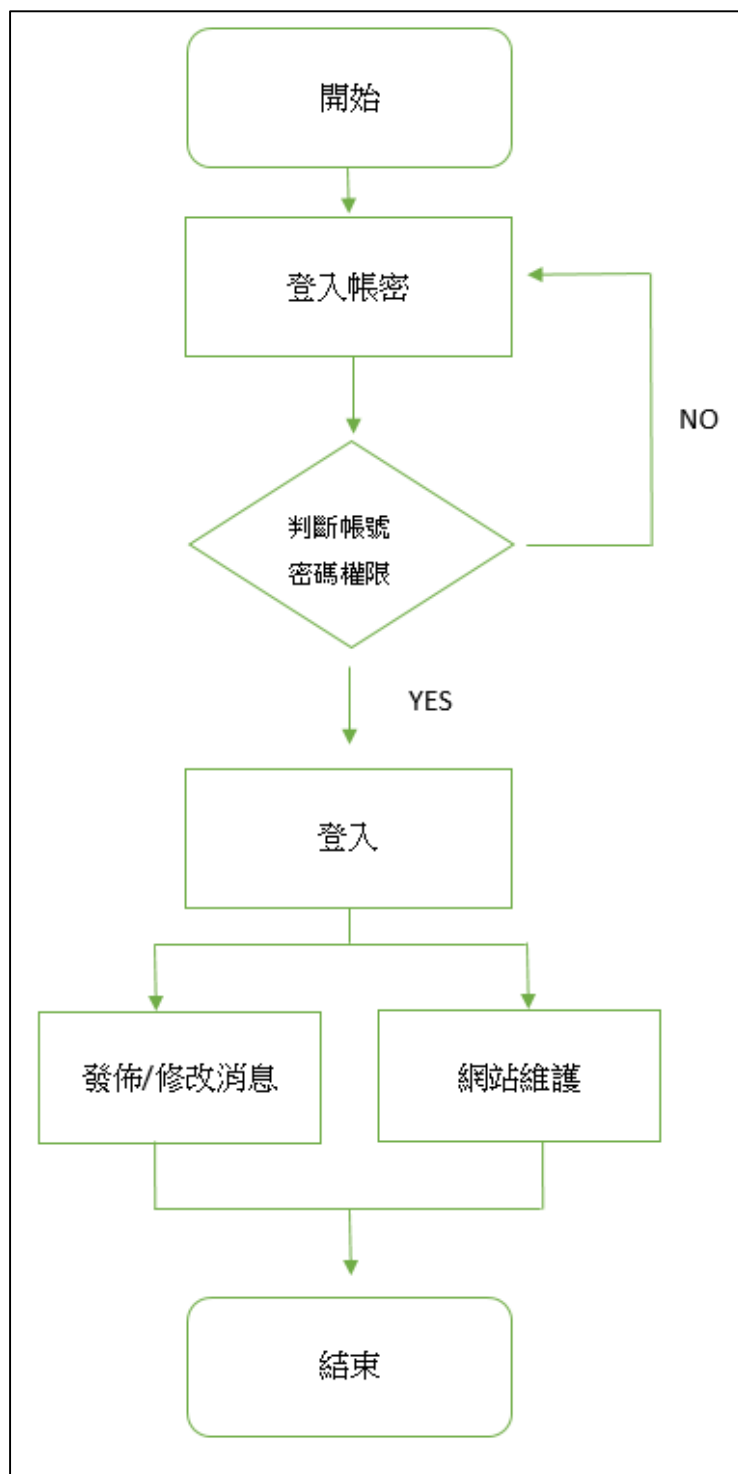 開始
登入帳密
NO
判斷帳號
密碼權限
YES
登入
發佈/修改消息
網站維護
結束